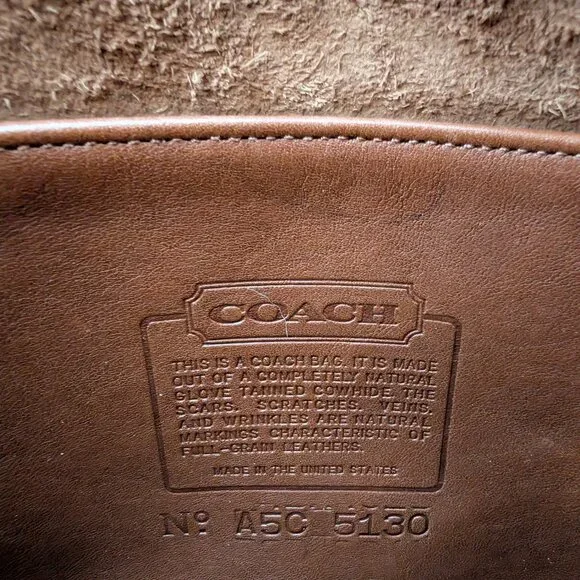 COACH
THIS IS A COACH BAG. IT IS MADE
OUT OF A COMPLETELY NATURAL
GLOVE TANNED COWHIDE, THE
SCARS, SCRATCHES, VEINS,
AND WRINKLES ARE NATURAL
MARKINGS CHARACTERISTIC OF
FULL-GRAIN LEATHERS.
MADE IN THE UNITED STATES
Nº A5C 5130